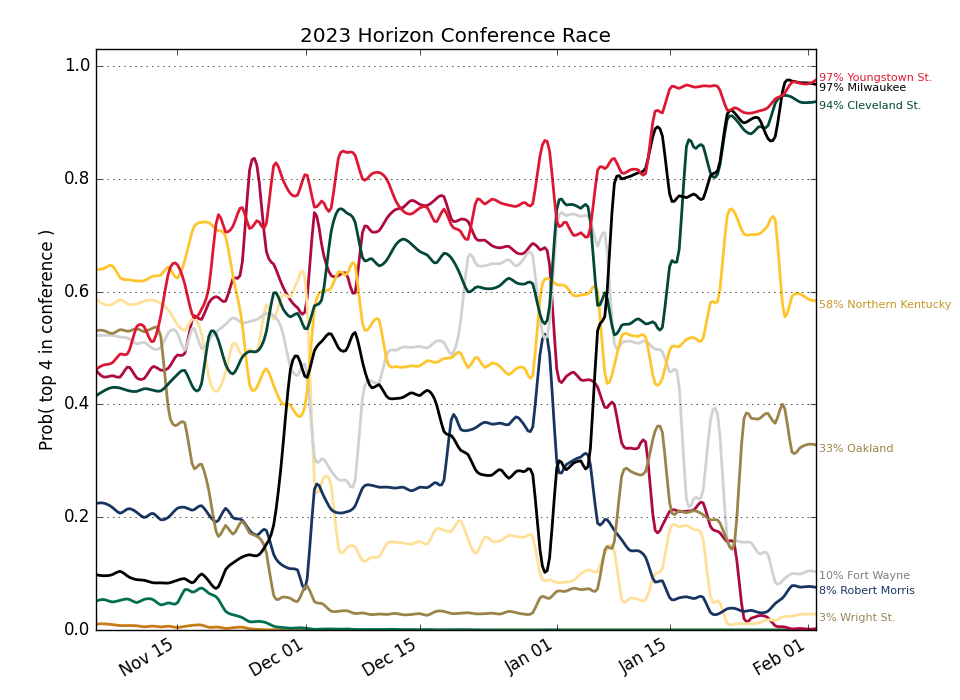 2023 Horizon Conference Race
Prob( top 4 in conference )
1.0
0.8
0.6
0.4
0.2
0.0
Nov 15
Dec 01
Dec 15
Jan 01
Jan 15
Feb 01
97% Youngstown St.
97% Milwaukee
94% Cleveland St.
58% Northern Kentucky
33% Oakland
10% Fort Wayne
8% Robert Morris
3% Wright St.